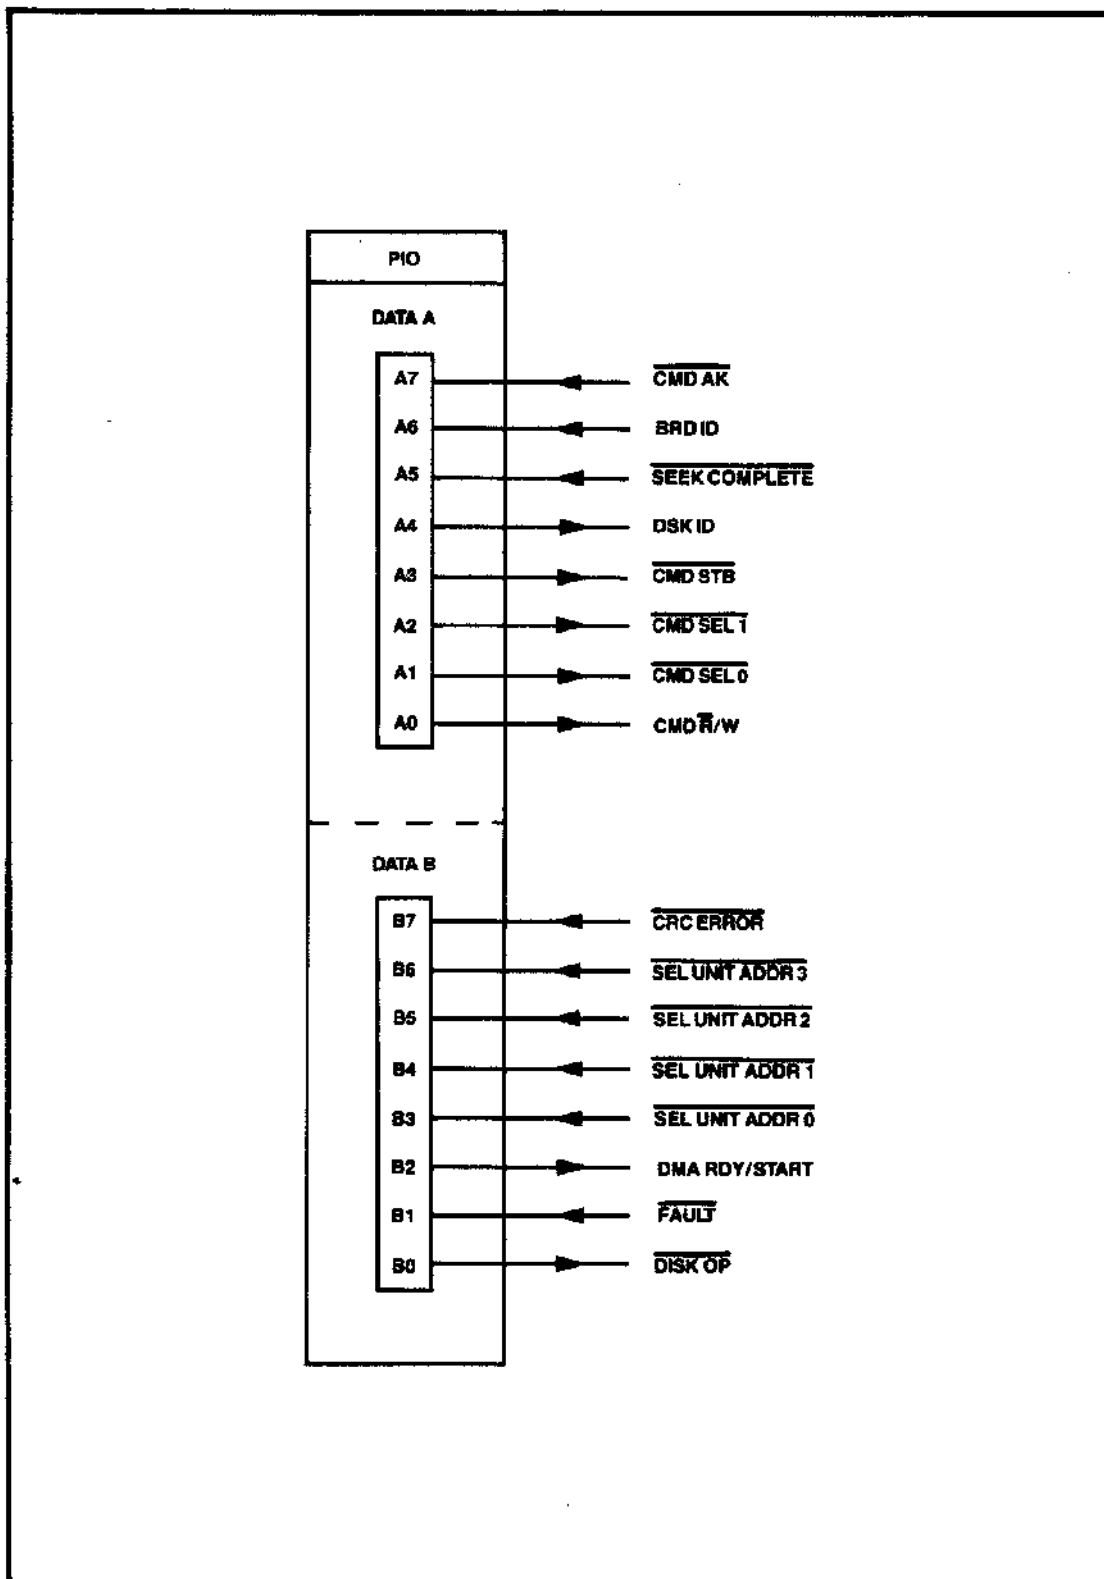 PIO
DATA A
A7 CMD AK
A6 BRD ID
A5 SEEK COMPLETE
A4 DSK ID
A3 CMD STB
A2 CMD SEL 1
A1 CMD SEL 0
A0 CMD R/W
DATA B
B7 CRC ERROR
B6 SEL UNIT ADDR 3
B5 SEL UNIT ADDR 2
B4 SEL UNIT ADDR 1
B3 SEL UNIT ADDR 0
B2 DMA RDY/START
B1 FAULT
B0 DISK OP